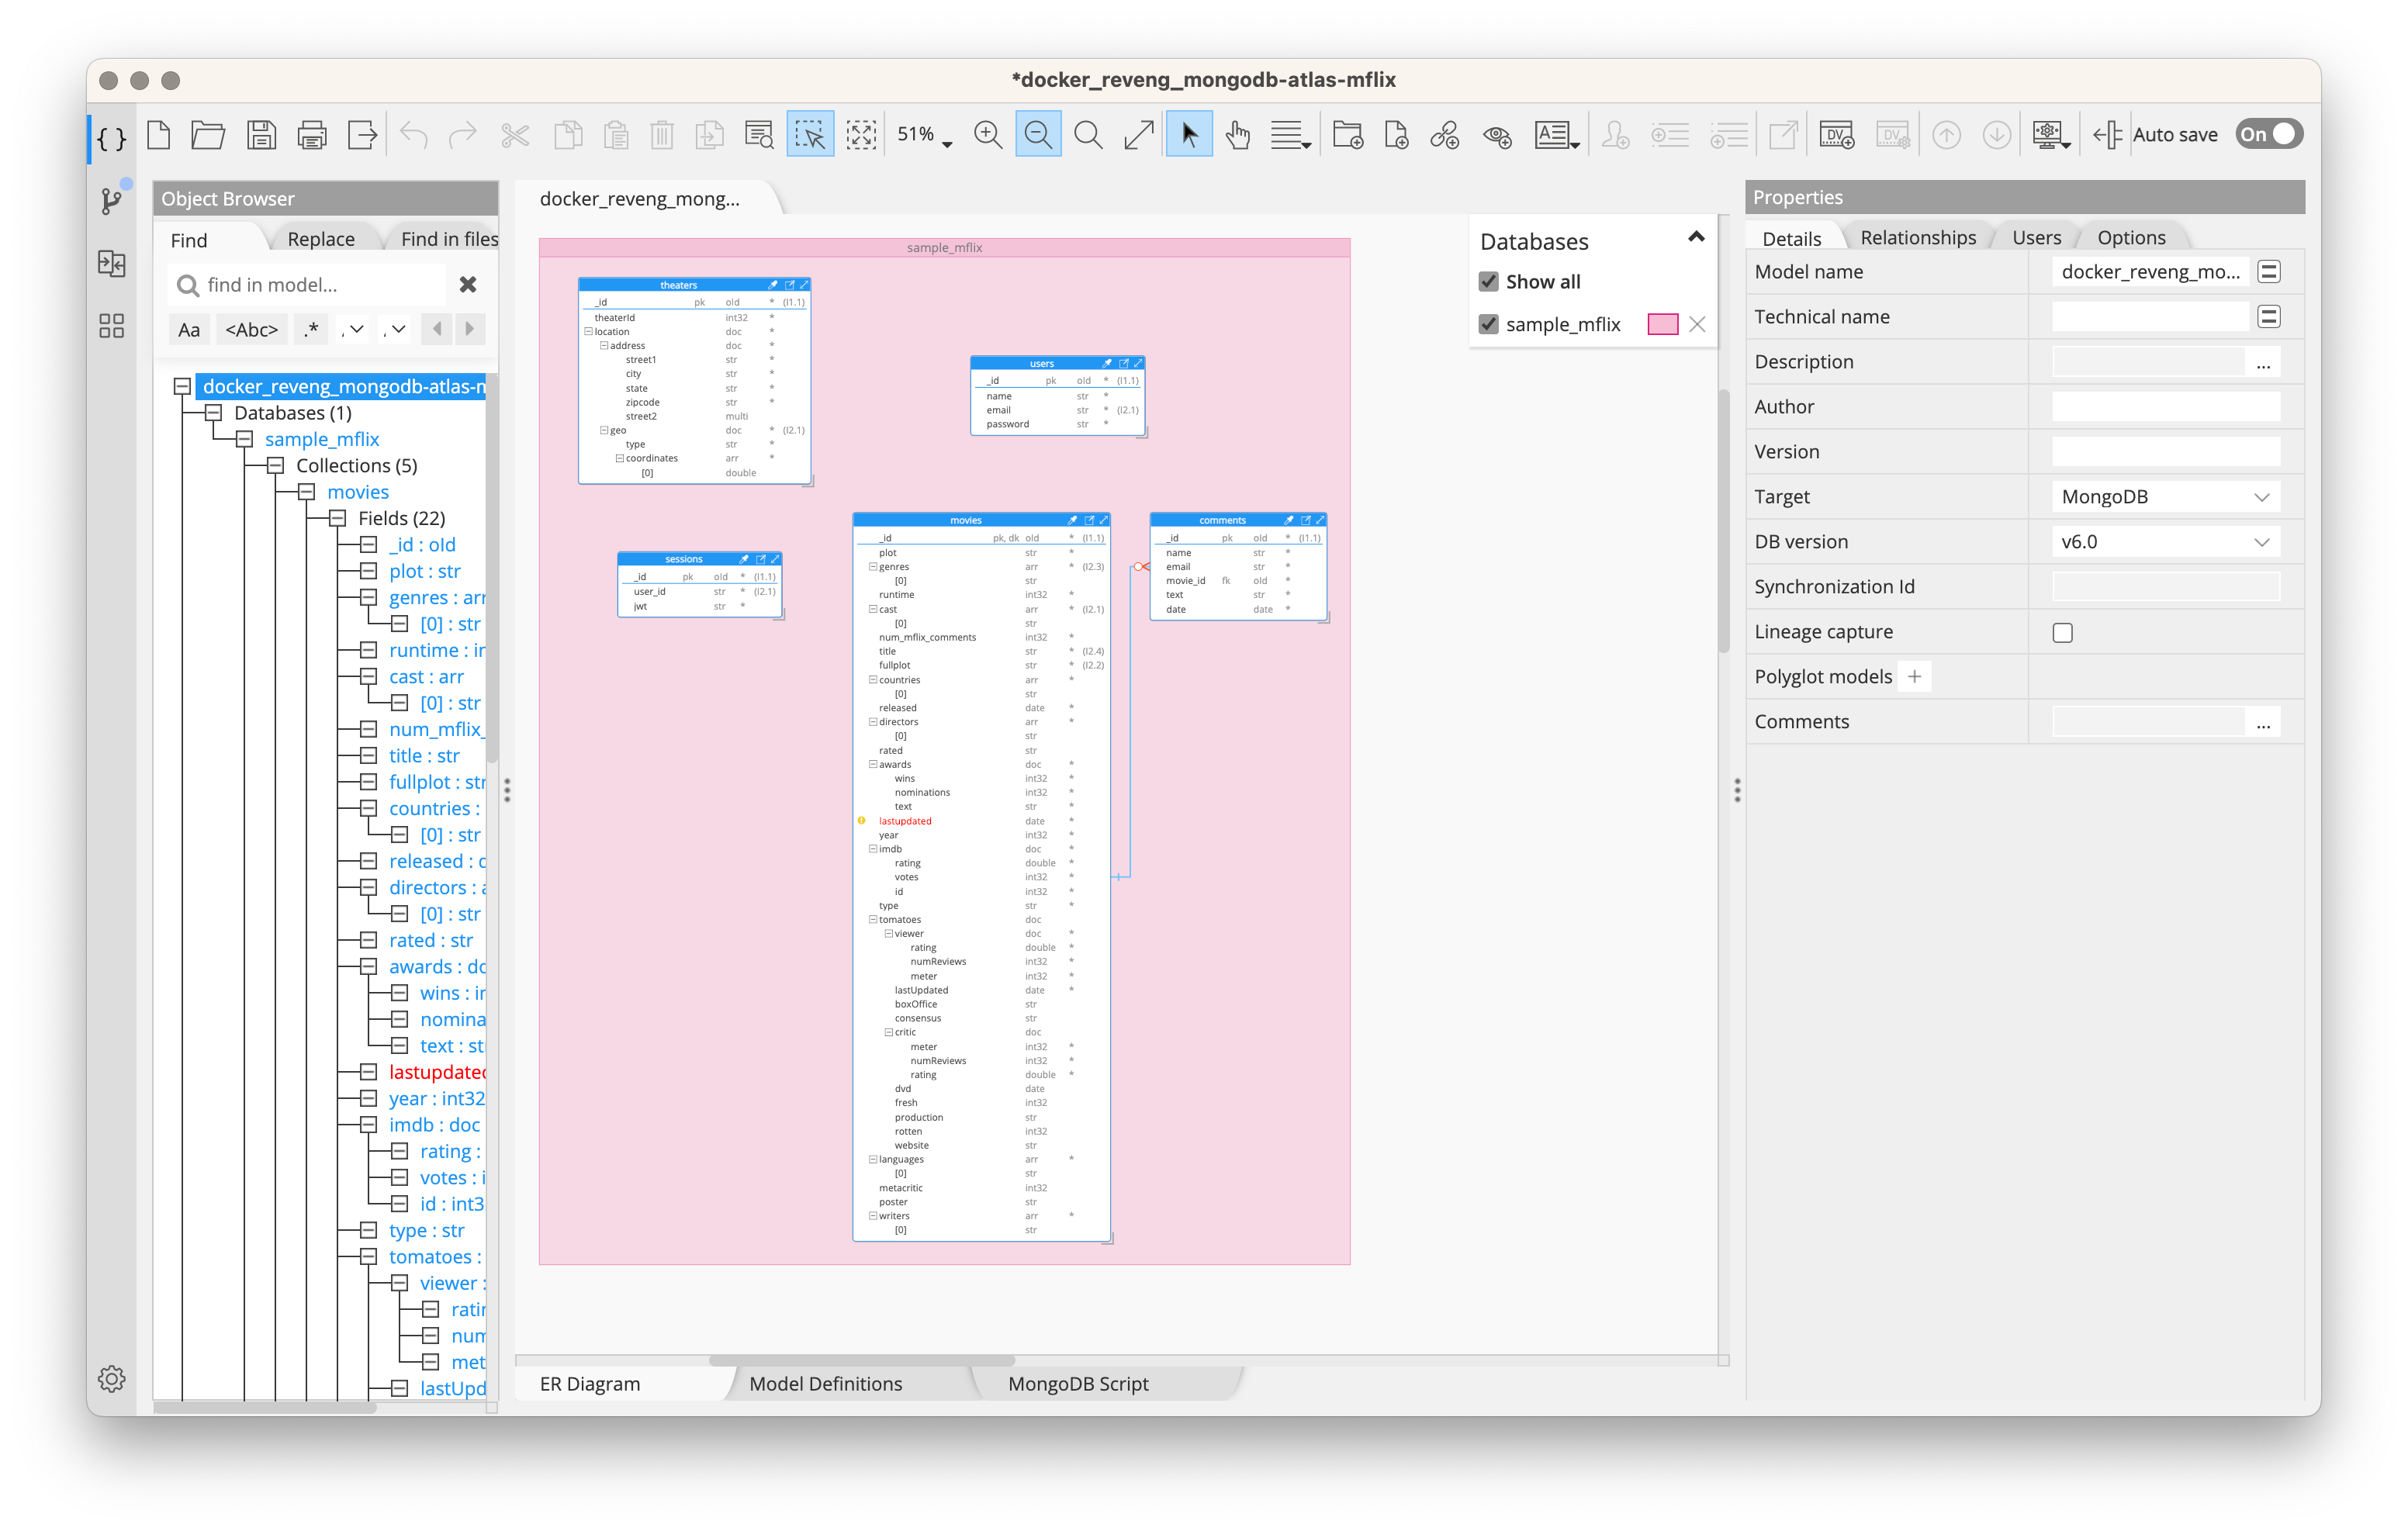 *docker_reveng_mongodb-atlas-mflix
51%
Auto save
On
Object Browser
Find
Replace
Find in files
find in model...
Aa
<Abc>
.*
docker_reveng_mongodb-atlas-m
Databases (1)
sample_mflix
Collections (5)
movies
Fields (22)
_id : oId
plot : str
genres : arr
[0] : str
runtime : in
cast : arr
[0] : str
num_mflix_
title : str
fullplot : str
countries :
[0] : str
released : d
directors : a
[0] : str
rated : str
awards : do
wins : in
nomina
text : str
lastupdated
year : int32
imdb : doc
rating :
votes : i
id : int3
type : str
tomatoes :
viewer :
ratin
num
met
lastUpd
docker_reveng_mong...
sample_mflix
theaters
_id pk oId * (I1.1)
theaterId int32 *
location doc *
address doc *
street1 str *
city str *
state str *
zipcode str *
street2 multi
geo doc * (I2.1)
type str *
coordinates arr *
[0] double
users
_id pk oId * (I1.1)
name str *
email str * (I2.1)
password str *
sessions
_id pk oId * (I1.1)
user_id str * (I2.1)
jwt str *
movies
_id pk, dk oId * (I1.1)
plot str *
genres arr * (I2.3)
[0] str
runtime int32 *
cast arr * (I2.1)
[0] str
num_mflix_comments int32 *
title str * (I2.4)
fullplot str * (I2.2)
countries arr *
[0] str
released date *
directors arr *
[0] str
rated str
awards doc *
wins int32 *
nominations int32 *
text str *
lastupdated date *
year int32 *
imdb doc *
rating double *
votes int32 *
id int32 *
type str *
tomatoes doc
viewer doc *
rating double *
numReviews int32 *
meter int32 *
lastUpdated date *
boxOffice str
consensus str
critic doc
meter int32 *
numReviews int32 *
rating double *
dvd date
fresh int32
production str
rotten int32
website str
languages arr *
[0] str
metacritic int32
poster str
writers arr *
[0] str
comments
_id pk oId * (I1.1)
name str *
email str *
movie_id fk oId *
text str *
date date *
Databases
Show all
sample_mflix
ER Diagram
Model Definitions
MongoDB Script
Properties
Details
Relationships
Users
Options
Model name docker_reveng_mo...
Technical name
Description ...
Author
Version
Target MongoDB
DB version v6.0
Synchronization Id
Lineage capture
Polyglot models +
Comments ...